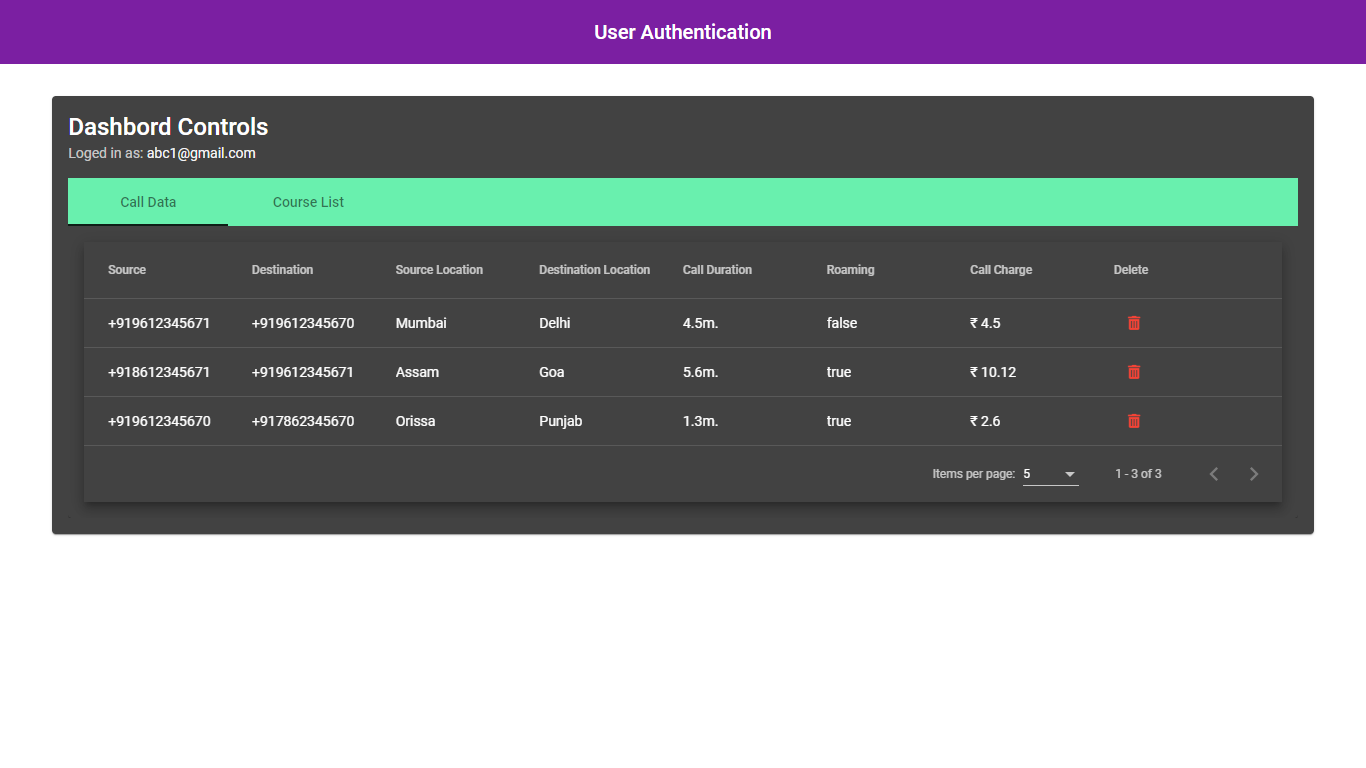 User Authentication
Dashbord Controls
Loged in as: abc1@gmail.com
Call Data Course List
Source Destination Source Location Destination Location Call Duration Roaming Call Charge Delete
+919612345671 +919612345670 Mumbai Delhi 4.5m. false ₹ 4.5
+918612345671 +919612345671 Assam Goa 5.6m. true ₹ 10.12
+919612345670 +917862345670 Orissa Punjab 1.3m. true ₹ 2.6
Items per page: 5 1 - 3 of 3